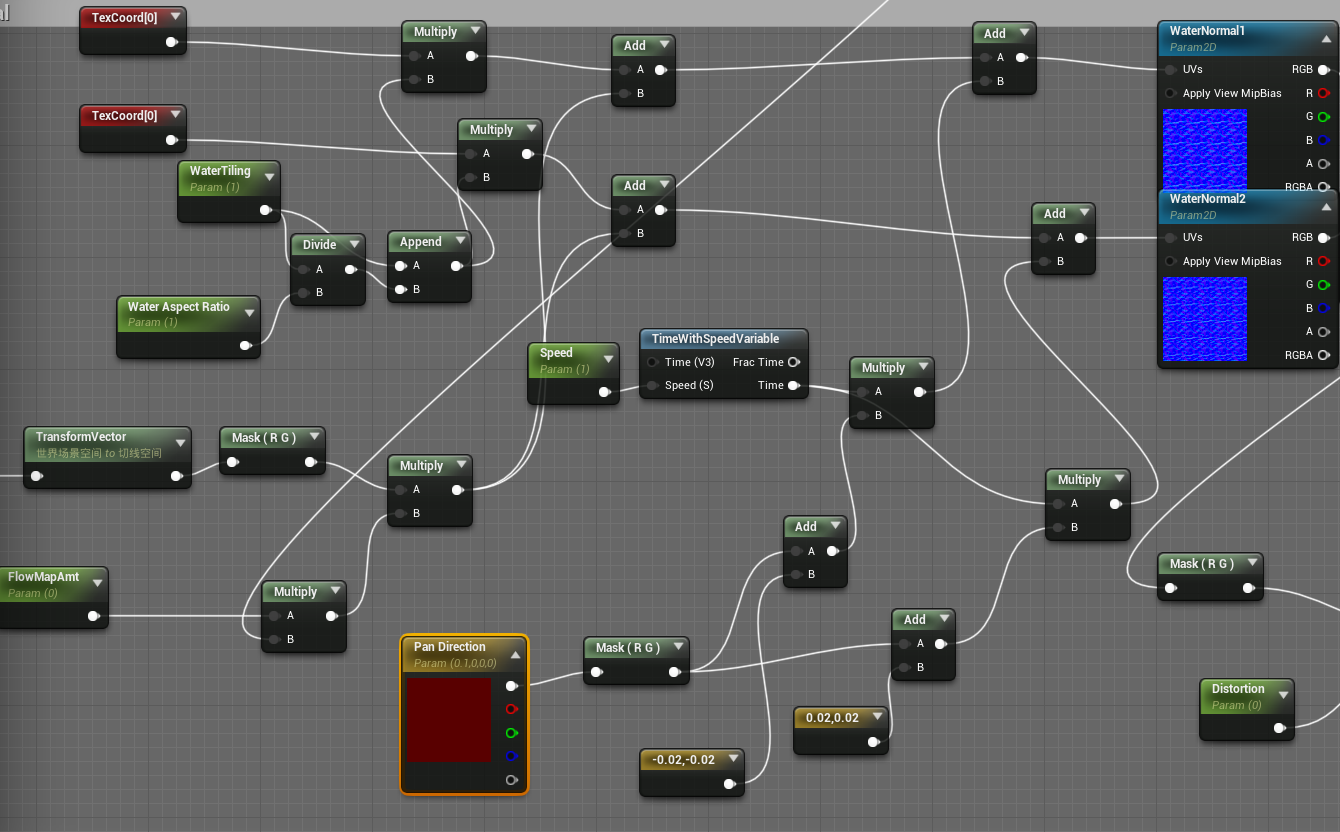 al
TexCoord[0]
Multiply
A
B
Add
A
B
Add
A
B
WaterNormal1
Param2D
UVs
RGB
Apply View MipBias
R
G
B
A
RGBA
TexCoord[0]
Multiply
A
B
WaterTiling
Param (1)
Add
A
B
WaterNormal2
Param2D
UVs
RGB
Apply View MipBias
R
G
B
A
RGBA
Add
A
B
Divide
A
B
Append
A
B
Water Aspect Ratio
Param (1)
Speed
Param (1)
TimeWithSpeedVariable
Time (V3)
Frac Time
Speed (S)
Time
Multiply
A
B
TransformVector
世界场景空间 to 切线空间
Mask ( R G )
Multiply
A
B
Multiply
A
B
Add
A
B
Mask ( R G )
FlowMapAmt
Param (0)
Multiply
A
B
Pan Direction
Param (0.1,0,0,0)
Mask ( R G )
Add
A
B
0.02,0.02
-0.02,-0.02
Distortion
Param (0)